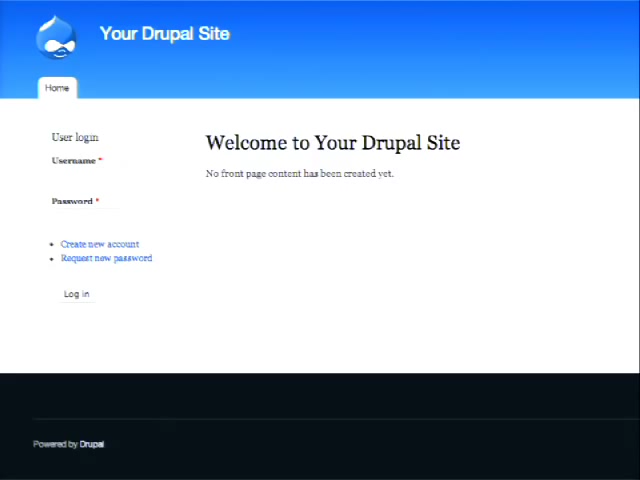 Your Drupal Site
Home
User login
Username *
Password *
Create new account
Request new password
Log in
Welcome to Your Drupal Site
No front page content has been created yet.
Powered by Drupal